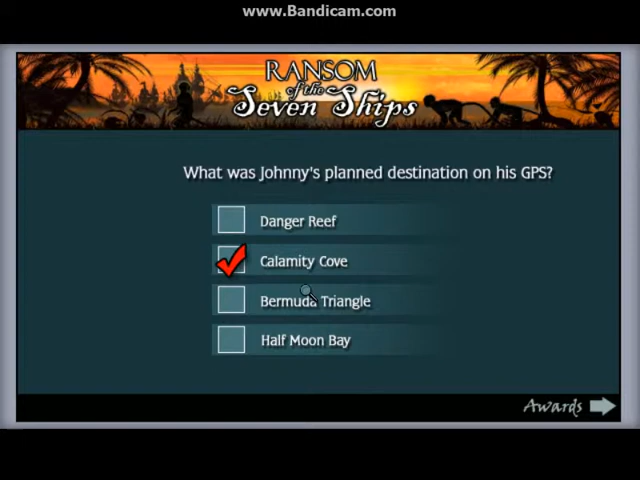 www.Bandicam.com
RANSOM
of the
Seven Ships
What was Johnny's planned destination on his GPS?
Danger Reef
Calamity Cove
Bermuda Triangle
Half Moon Bay
Awards